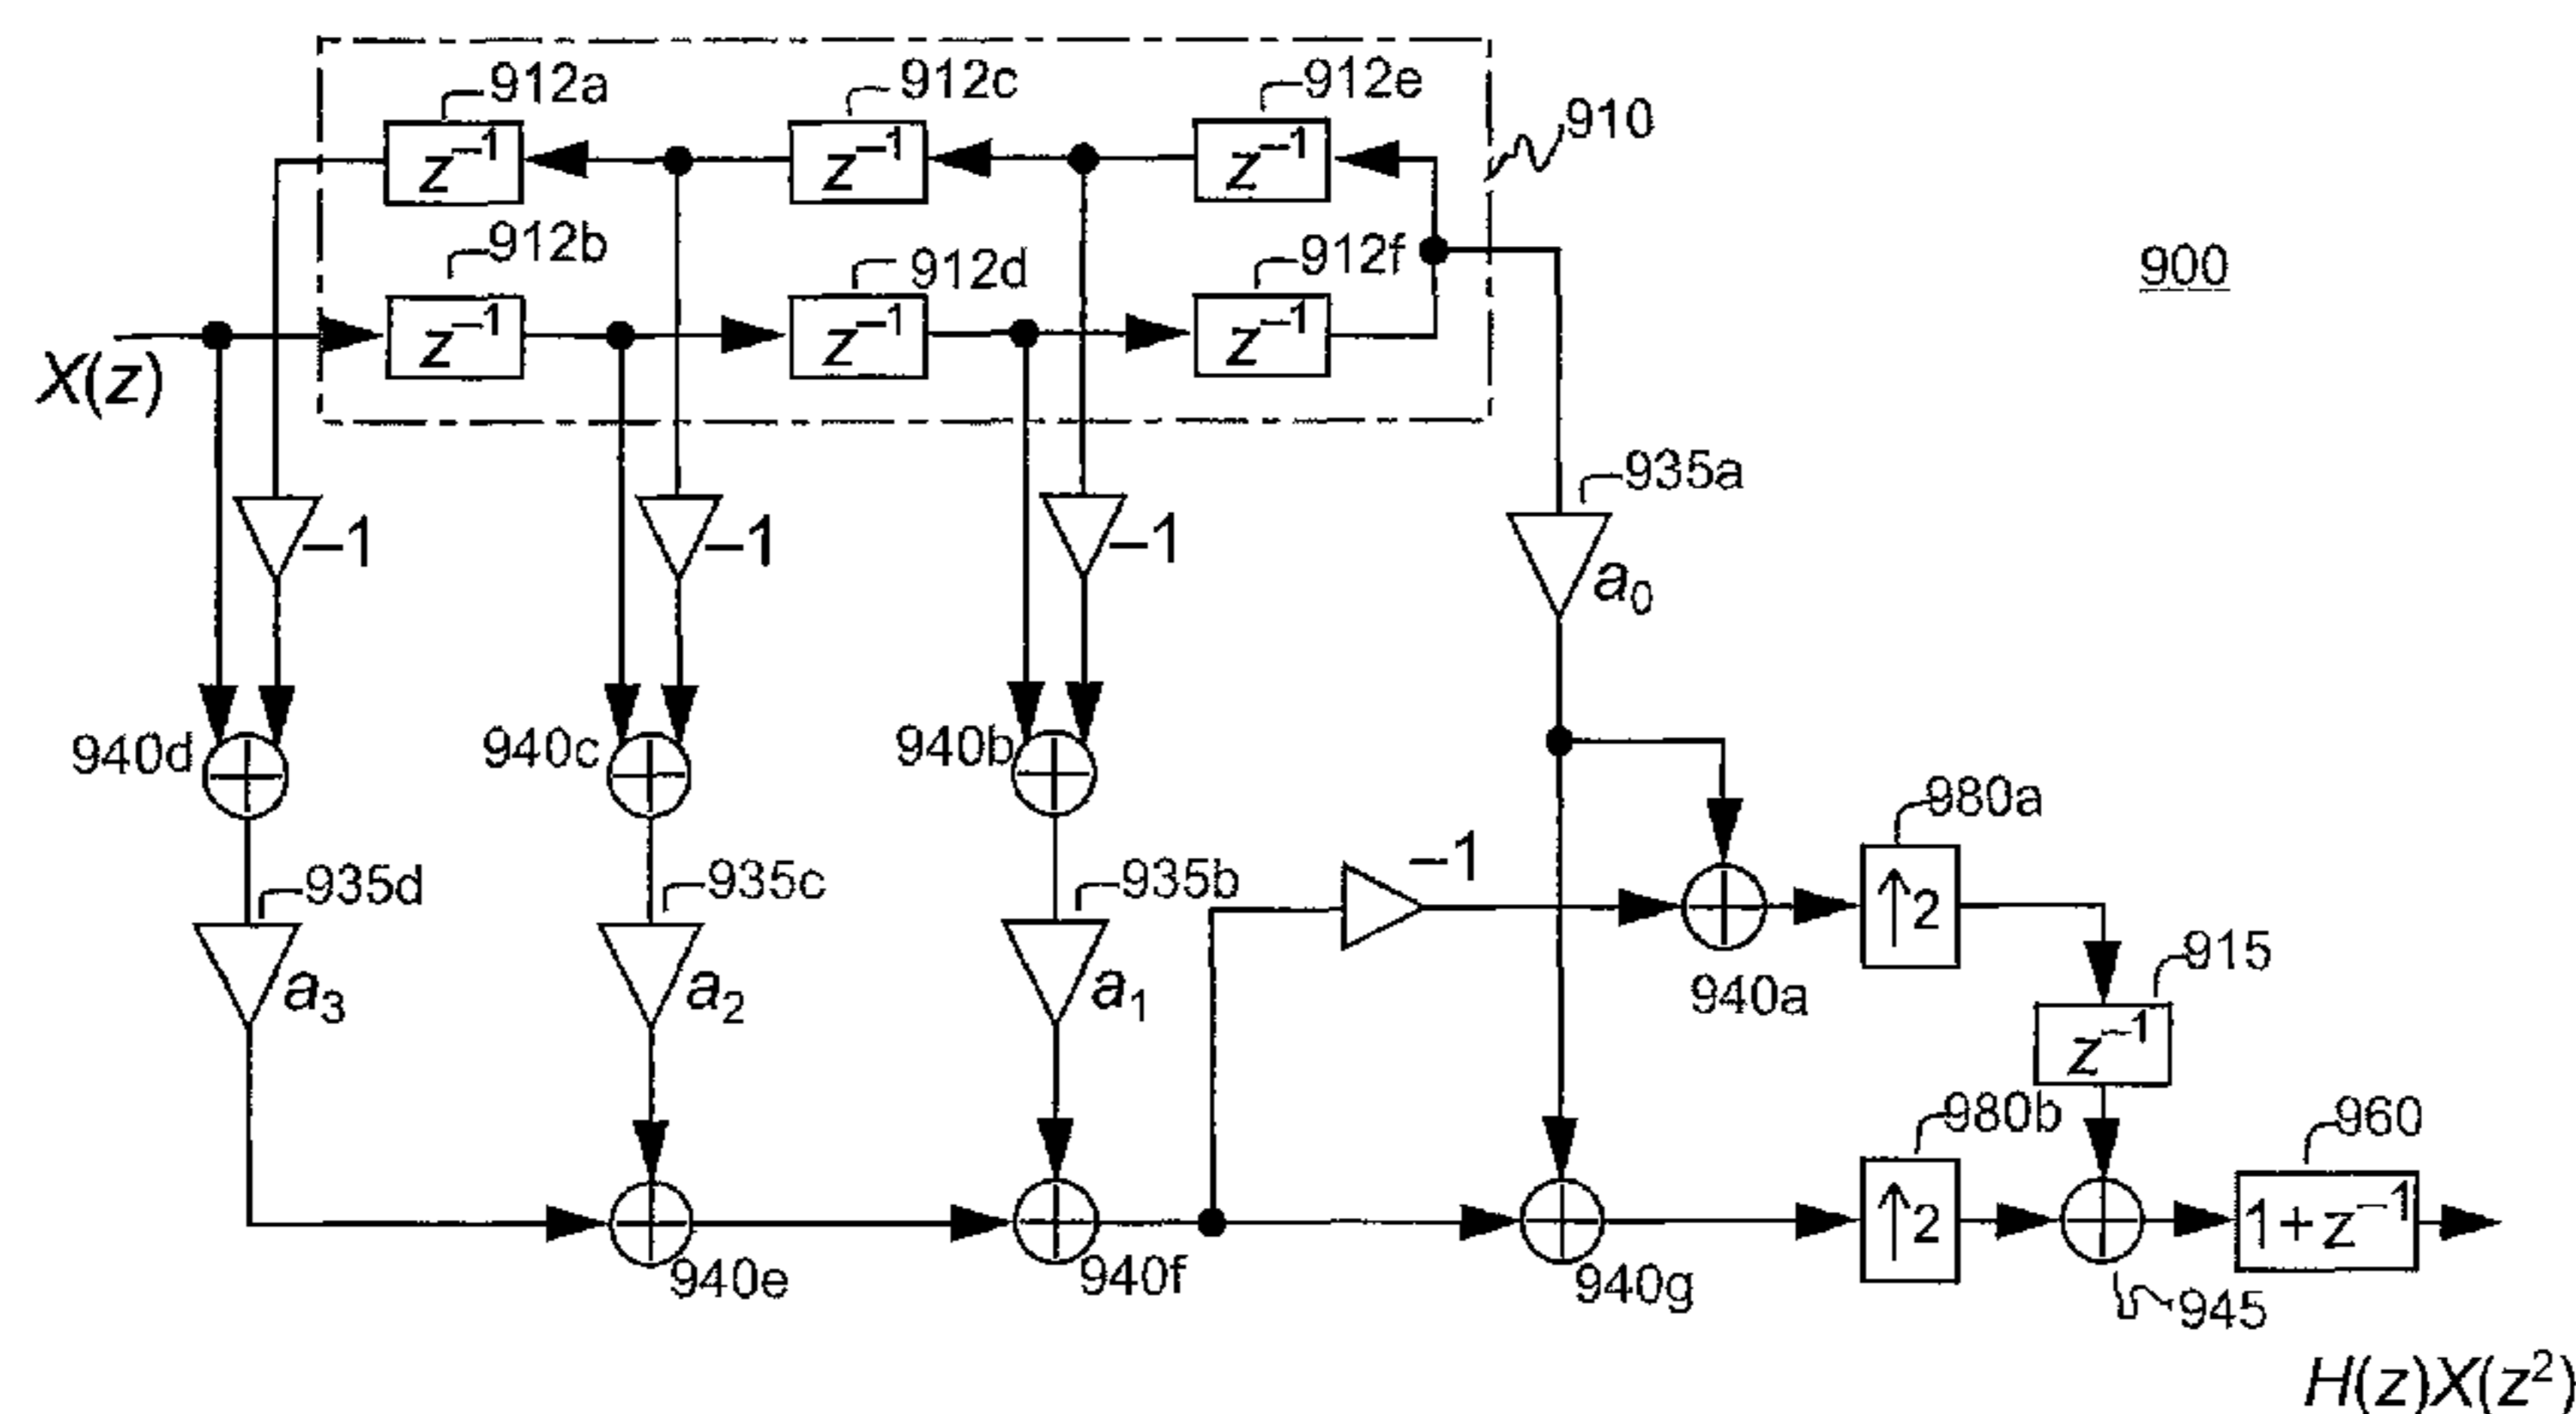 912a 912c 912e
910
z⁻¹ z⁻¹ z⁻¹
912b 912d 912f
900
z⁻¹ z⁻¹ z⁻¹
X(z)
935a
–1 –1 –1
a₀
940d 940c 940b
980a
–1
935d 935c 935b
↑2
915
a₃ a₂ a₁
940a
z⁻¹
980b 960
↑2
1+z⁻¹
940e 940f 940g
945
H(z)X(z²)